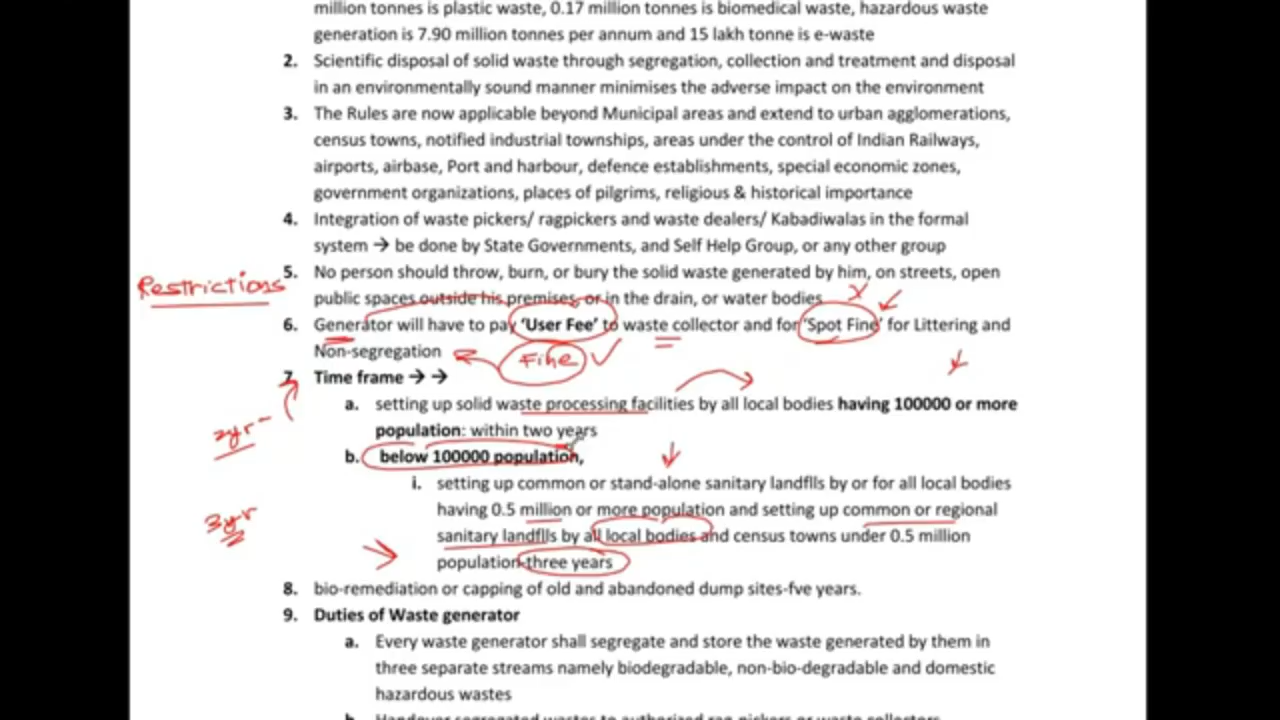 million tonnes is plastic waste, 0.17 million tonnes is biomedical waste, hazardous waste
generation is 7.90 million tonnes per annum and 15 lakh tonne is e-waste
2. Scientific disposal of solid waste through segregation, collection and treatment and disposal
in an environmentally sound manner minimises the adverse impact on the environment
3. The Rules are now applicable beyond Municipal areas and extend to urban agglomerations,
census towns, notified industrial townships, areas under the control of Indian Railways,
airports, airbase, Port and harbour, defence establishments, special economic zones,
government organizations, places of pilgrims, religious & historical importance
4. Integration of waste pickers/ ragpickers and waste dealers/ Kabadiwalas in the formal
system → be done by State Governments, and Self Help Group, or any other group
Restrictions
5. No person should throw, burn, or bury the solid waste generated by him, on streets, open
public spaces outside his premises, or in the drain, or water bodies
6. Generator will have to pay 'User Fee' to waste collector and for 'Spot Fine' for Littering and
Non-segregation
Fine
7. Time frame → →
a. setting up solid waste processing facilities by all local bodies having 100000 or more
population: within two years
2yr
b. below 100000 population,
i. setting up common or stand-alone sanitary landflls by or for all local bodies
having 0.5 million or more population and setting up common or regional
3yr
sanitary landflls by all local bodies and census towns under 0.5 million
population-three years
8. bio-remediation or capping of old and abandoned dump sites-fve years.
9. Duties of Waste generator
a. Every waste generator shall segregate and store the waste generated by them in
three separate streams namely biodegradable, non-bio-degradable and domestic
hazardous wastes
b. Handover segregated wastes to authorized rag-pickers or waste collectors